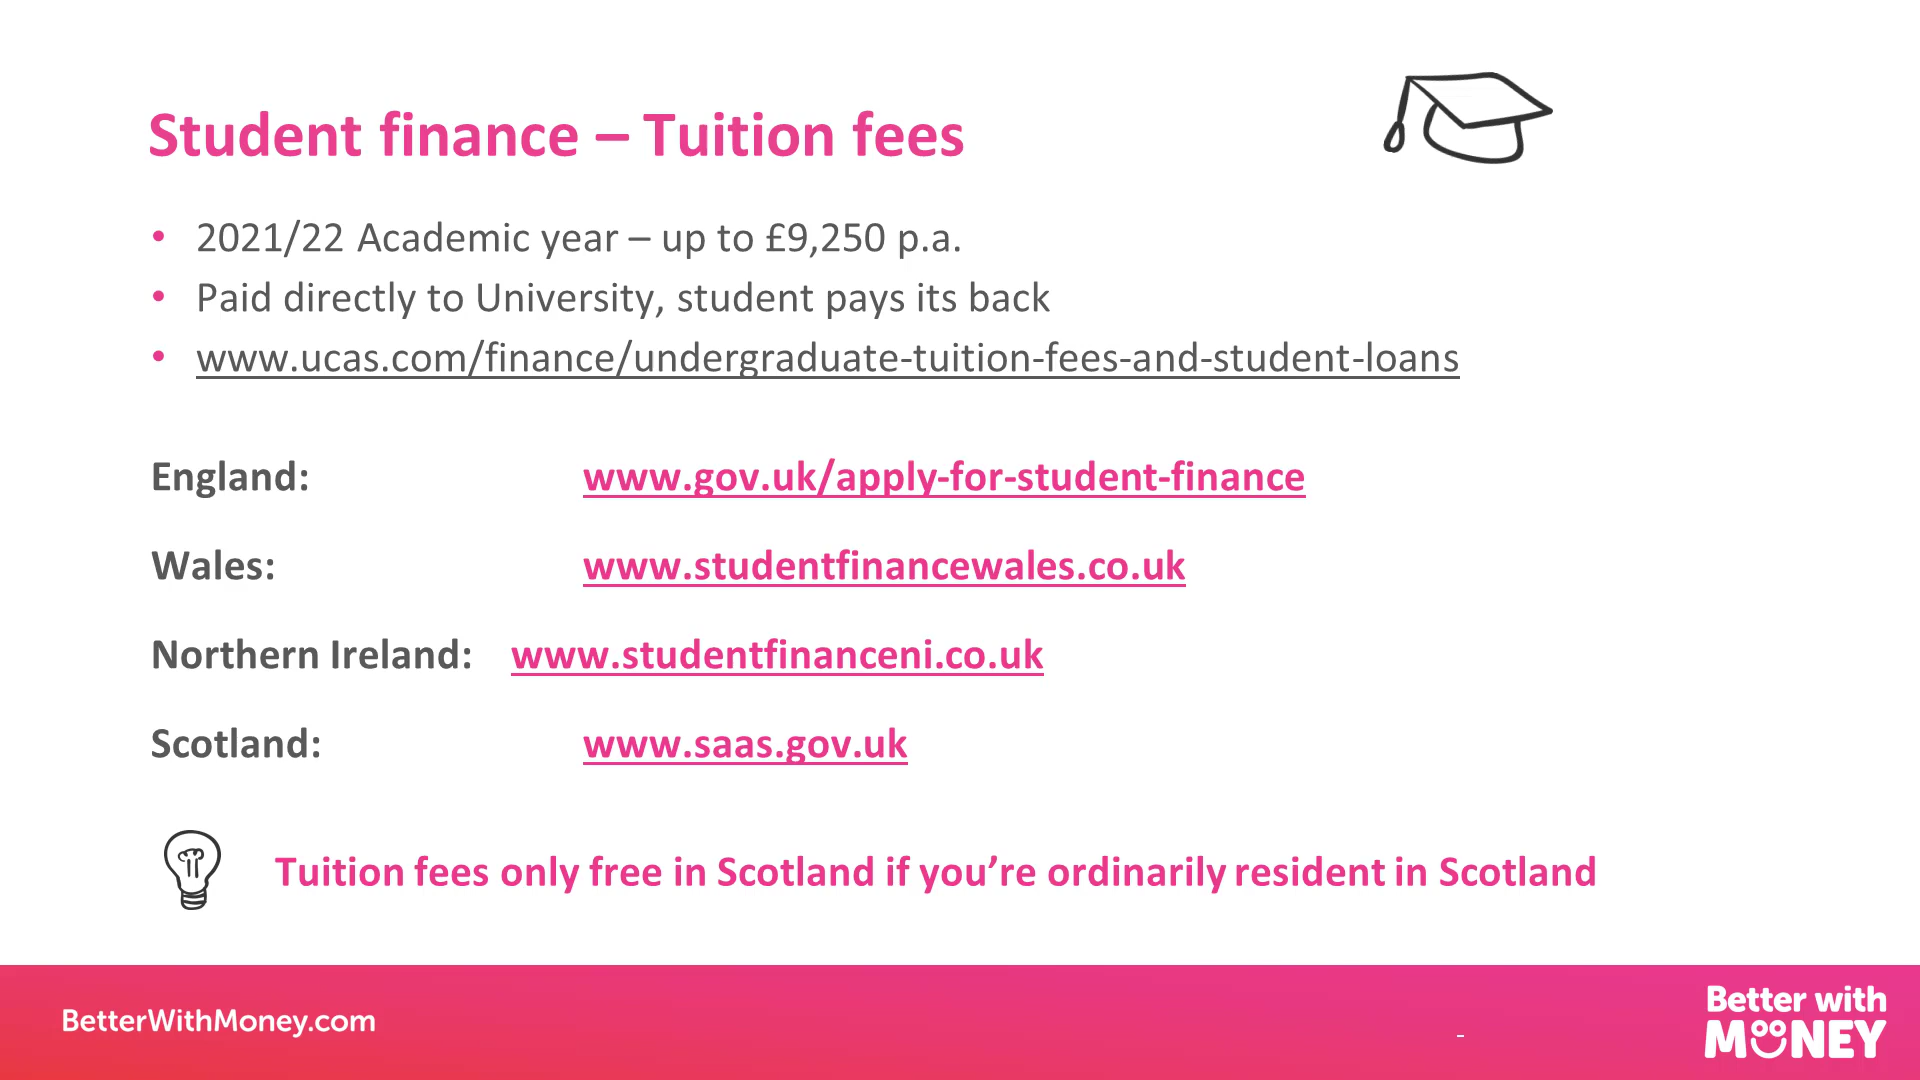 Student finance – Tuition fees
• 2021/22 Academic year – up to £9,250 p.a.
• Paid directly to University, student pays its back
• www.ucas.com/finance/undergraduate-tuition-fees-and-student-loans
England: www.gov.uk/apply-for-student-finance
Wales: www.studentfinancewales.co.uk
Northern Ireland: www.studentfinanceni.co.uk
Scotland: www.saas.gov.uk
Tuition fees only free in Scotland if you’re ordinarily resident in Scotland
BetterWithMoney.com
-
Better with
MONEY